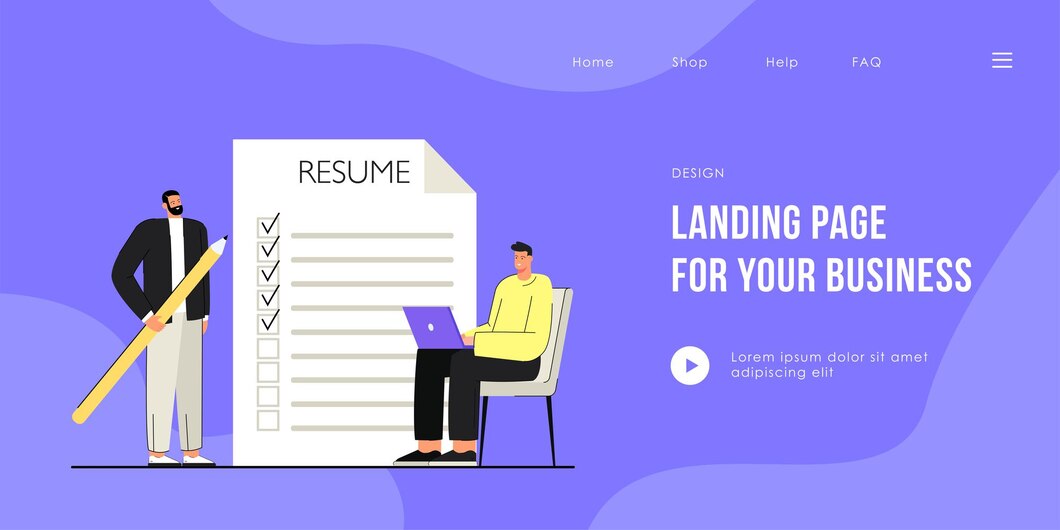 Home Shop Help FAQ
RESUME
DESIGN
LANDING PAGE
FOR YOUR BUSINESS
Lorem ipsum dolor sit amet
adipiscing elit